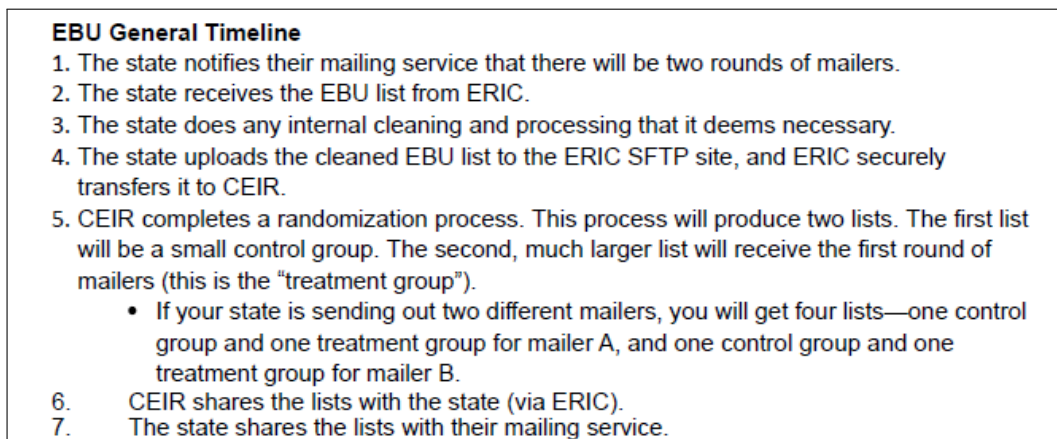 EBU General Timeline
1. The state notifies their mailing service that there will be two rounds of mailers.
2. The state receives the EBU list from ERIC.
3. The state does any internal cleaning and processing that it deems necessary.
4. The state uploads the cleaned EBU list to the ERIC SFTP site, and ERIC securely
transfers it to CEIR.
5. CEIR completes a randomization process. This process will produce two lists. The first list
will be a small control group. The second, much larger list will receive the first round of
mailers (this is the “treatment group”).
• If your state is sending out two different mailers, you will get four lists—one control
group and one treatment group for mailer A, and one control group and one
treatment group for mailer B.
6. CEIR shares the lists with the state (via ERIC).
7. The state shares the lists with their mailing service.